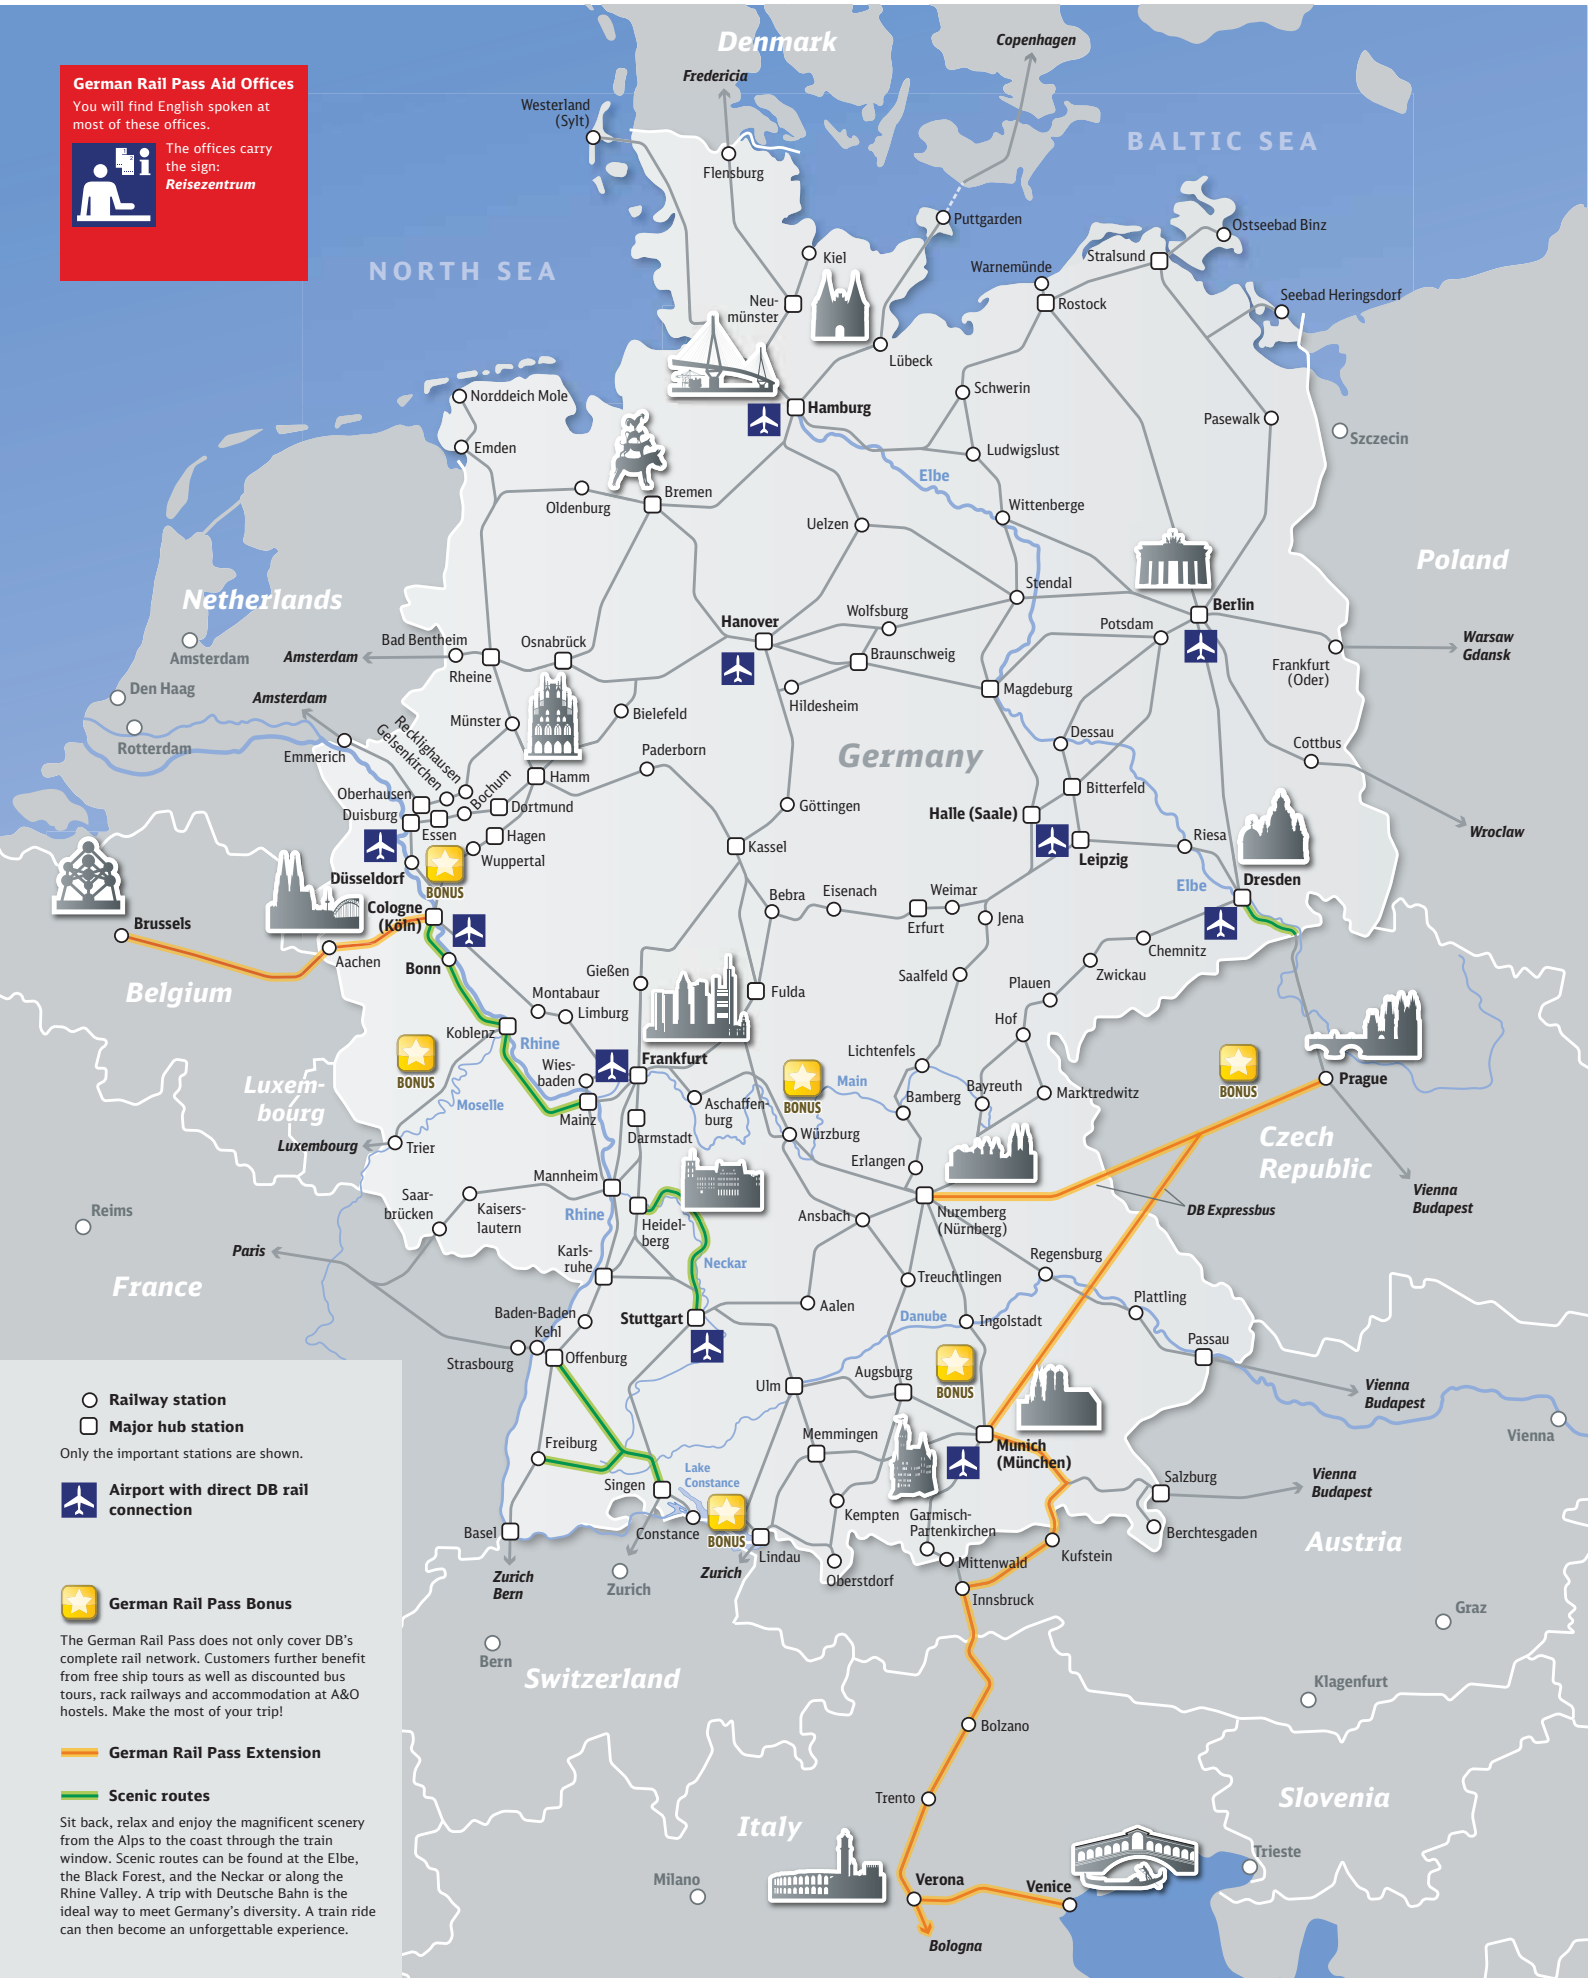 Denmark
Copenhagen
Fredericia
German Rail Pass Aid Offices
You will find English spoken at
most of these offices.
The offices carry
the sign:
Reisezentrum
Westerland
(Sylt)
BALTIC SEA
Flensburg
Puttgarden
Ostseebad Binz
NORTH SEA
Kiel
Stralsund
Warnemünde
Seebad Heringsdorf
Neu-
münster
Rostock
Lübeck
Schwerin
Norddeich Mole
Hamburg
Pasewalk
Szczecin
Emden
Ludwigslust
Elbe
Bremen
Oldenburg
Wittenberge
Uelzen
Poland
Stendal
Netherlands
Wolfsburg
Berlin
Hanover
Potsdam
Bad Bentheim
Osnabrück
Warsaw
Gdansk
Amsterdam
Amsterdam
Braunschweig
Frankfurt
(Oder)
Rheine
Den Haag
Amsterdam
Magdeburg
Hildesheim
Münster
Bielefeld
Recklighausen
Gelsenkirchen
Rotterdam
Emmerich
Dessau
Cottbus
Paderborn
Germany
Hamm
Bochum
Bitterfeld
Oberhausen
Dortmund
Göttingen
Duisburg
Halle (Saale)
Essen
Hagen
Riesa
Wroclaw
Kassel
Wuppertal
Leipzig
Düsseldorf
BONUS
Dresden
Elbe
Bebra
Eisenach
Weimar
Cologne
(Köln)
Brussels
Erfurt
Jena
Aachen
Chemnitz
Bonn
Gießen
Saalfeld
Zwickau
Belgium
Montabaur
Plauen
Fulda
Limburg
Hof
Koblenz
Rhine
Lichtenfels
Frankfurt
Wies-
baden
BONUS
Main
Bayreuth
Prague
Luxem-
bourg
BONUS
BONUS
Marktredwitz
Moselle
Aschaffen-
burg
Bamberg
Mainz
Darmstadt
Würzburg
Czech
Republic
Luxembourg
Trier
Erlangen
Mannheim
Vienna
Budapest
Saar-
brücken
Kaisers-
lautern
Reims
Rhine
Heidel-
berg
Ansbach
Nuremberg
(Nürnberg)
DB Expressbus
Paris
Karls-
ruhe
Neckar
Regensburg
France
Treuchtlingen
Plattling
Baden-Baden
Aalen
Stuttgart
Danube
Ingolstadt
Kehl
Passau
Strasbourg
Offenburg
Augsburg
Ulm
BONUS
Vienna
Budapest
Railway station
Major hub station
Vienna
Only the important stations are shown.
Memmingen
Freiburg
Munich
(München)
Lake
Constance
Airport with direct DB rail
connection
Singen
Salzburg
Vienna
Budapest
Kempten
Garmisch-
Partenkirchen
Basel
Constance
BONUS
Berchtesgaden
Austria
Lindau
Kufstein
Mittenwald
Zurich
Bern
Zurich
Zurich
Oberstdorf
Innsbruck
German Rail Pass Bonus
Graz
The German Rail Pass does not only cover DB's
complete rail network. Customers further benefit
from free ship tours as well as discounted bus
tours, rack railways and accommodation at A&O
hostels. Make the most of your trip!
Bern
Switzerland
Klagenfurt
Bolzano
German Rail Pass Extension
Scenic routes
Trento
Slovenia
Sit back, relax and enjoy the magnificent scenery
from the Alps to the coast through the train
window. Scenic routes can be found at the Elbe,
the Black Forest, and the Neckar or along the
Rhine Valley. A trip with Deutsche Bahn is the
ideal way to meet Germany's diversity. A train ride
can then become an unforgettable experience.
Italy
Trieste
Milano
Verona
Venice
Bologna